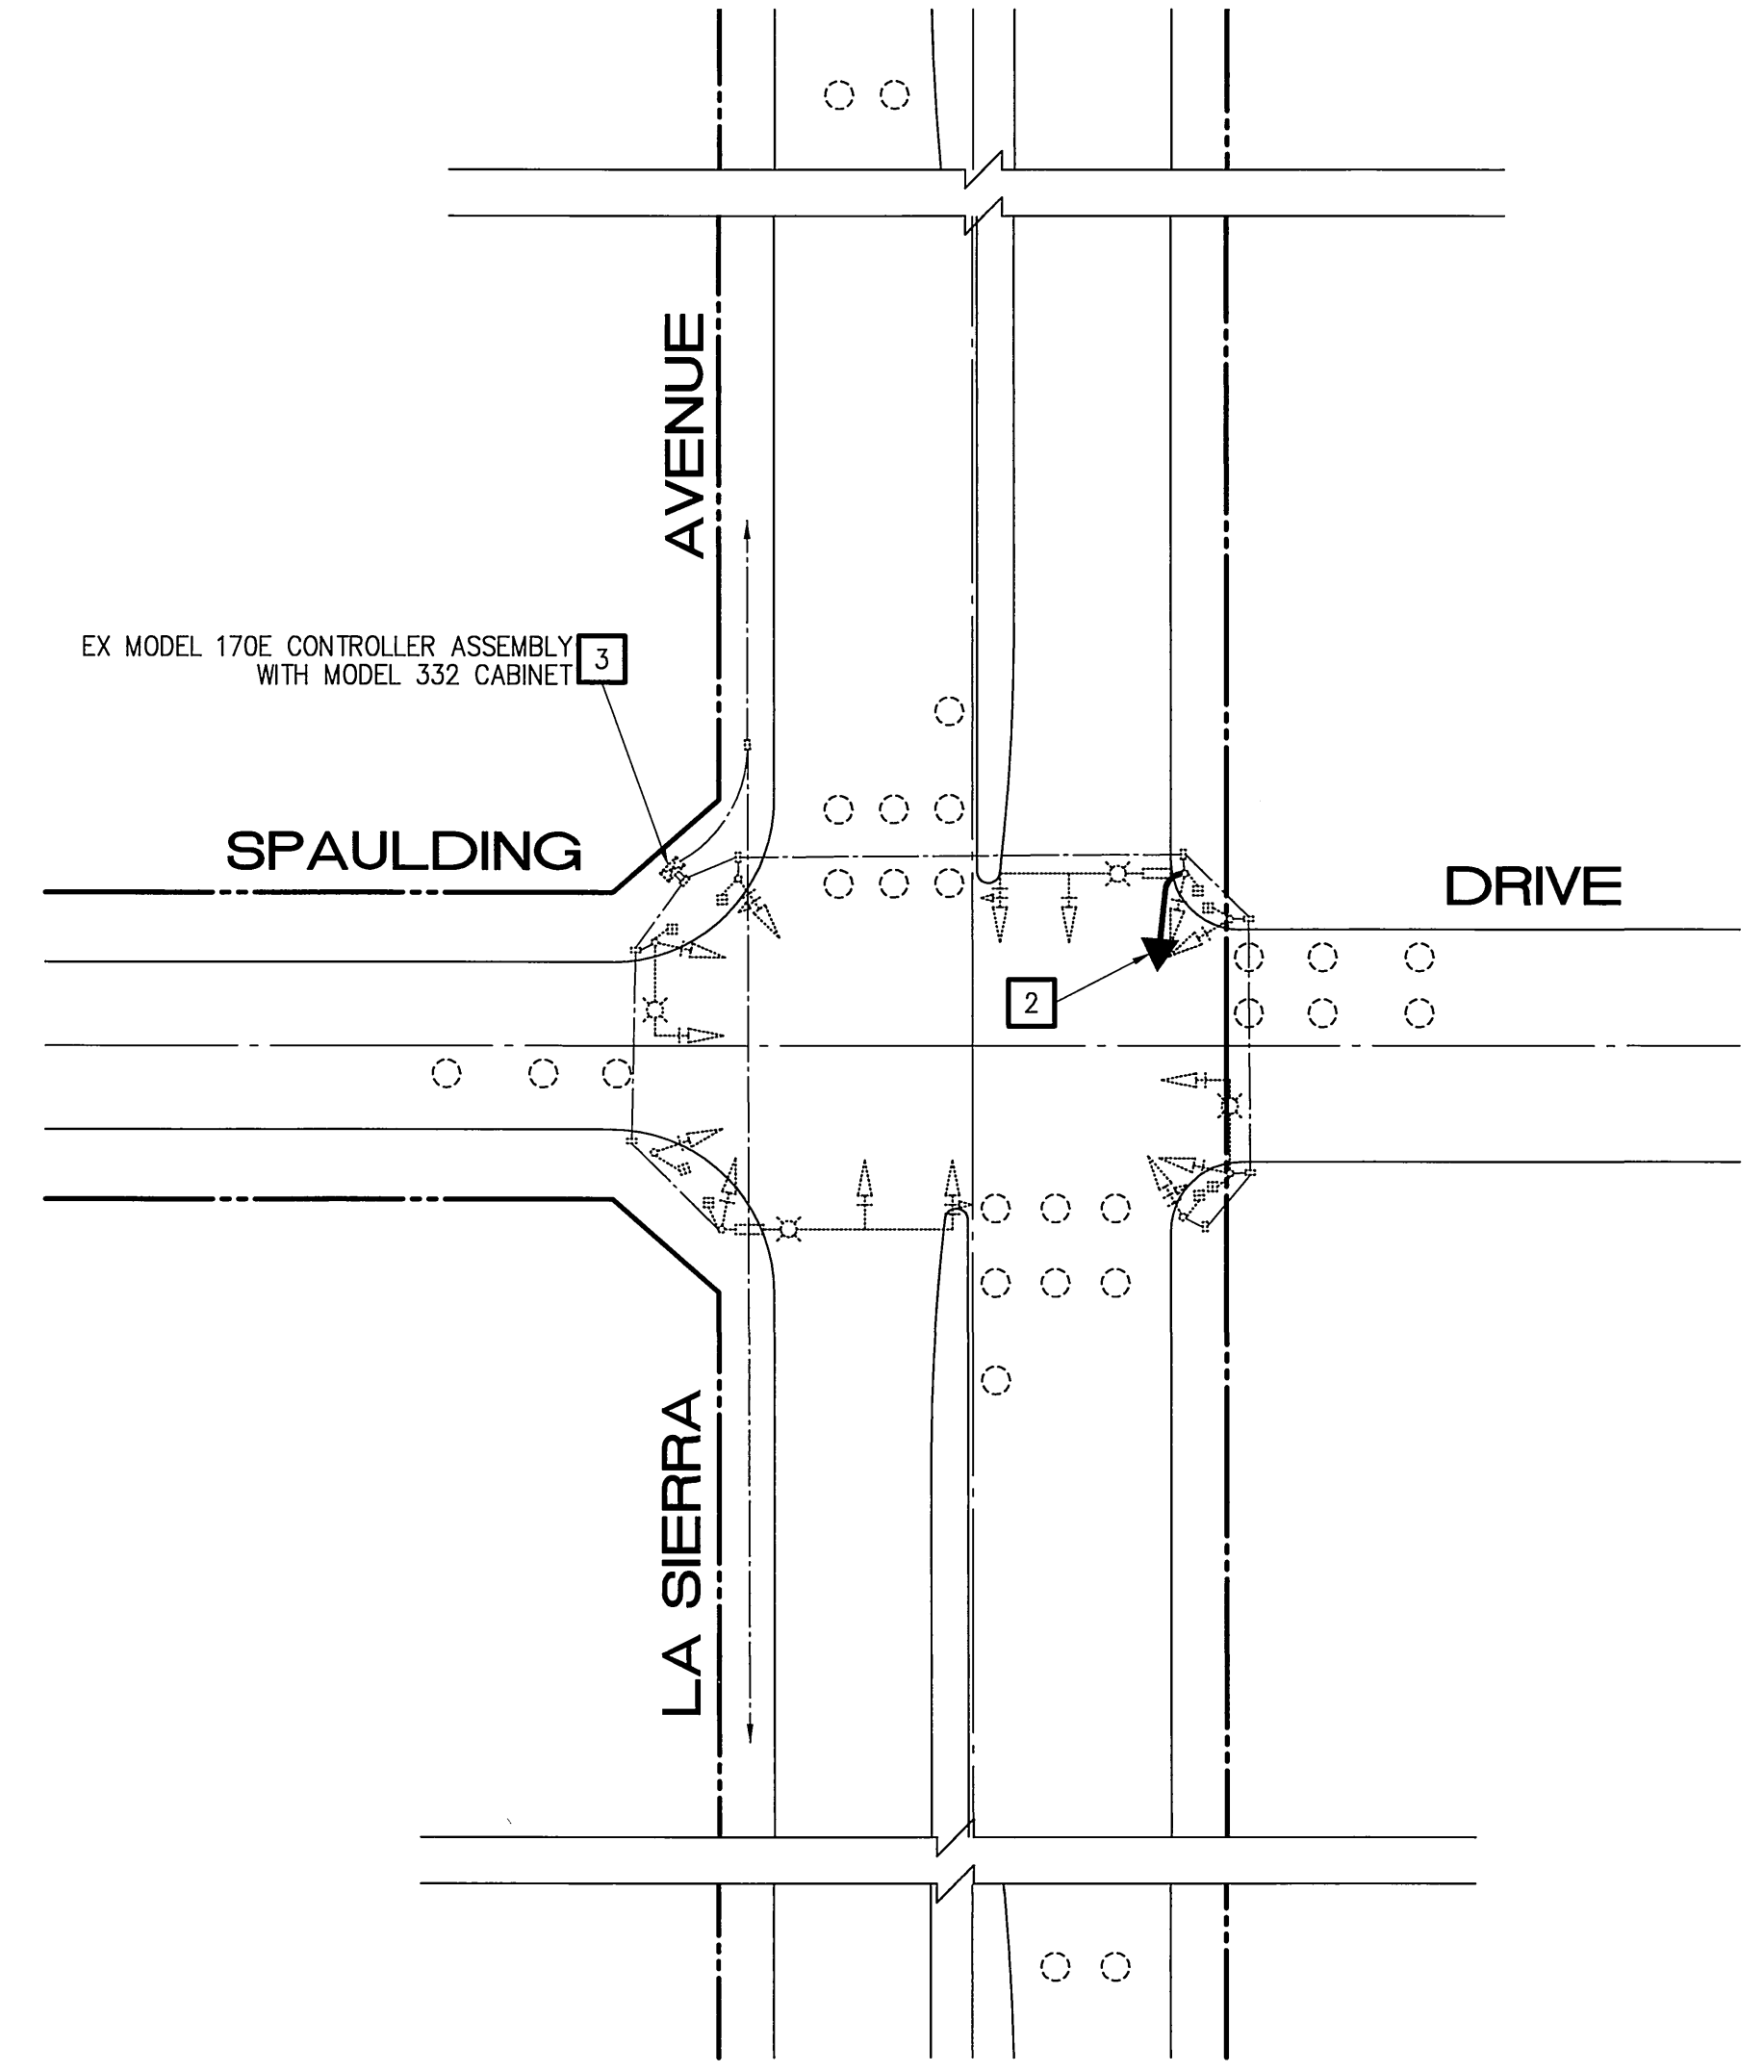 AVENUE
EX MODEL 170E CONTROLLER ASSEMBLY
WITH MODEL 332 CABINET
3
SPAULDING
DRIVE
2
LA SIERRA